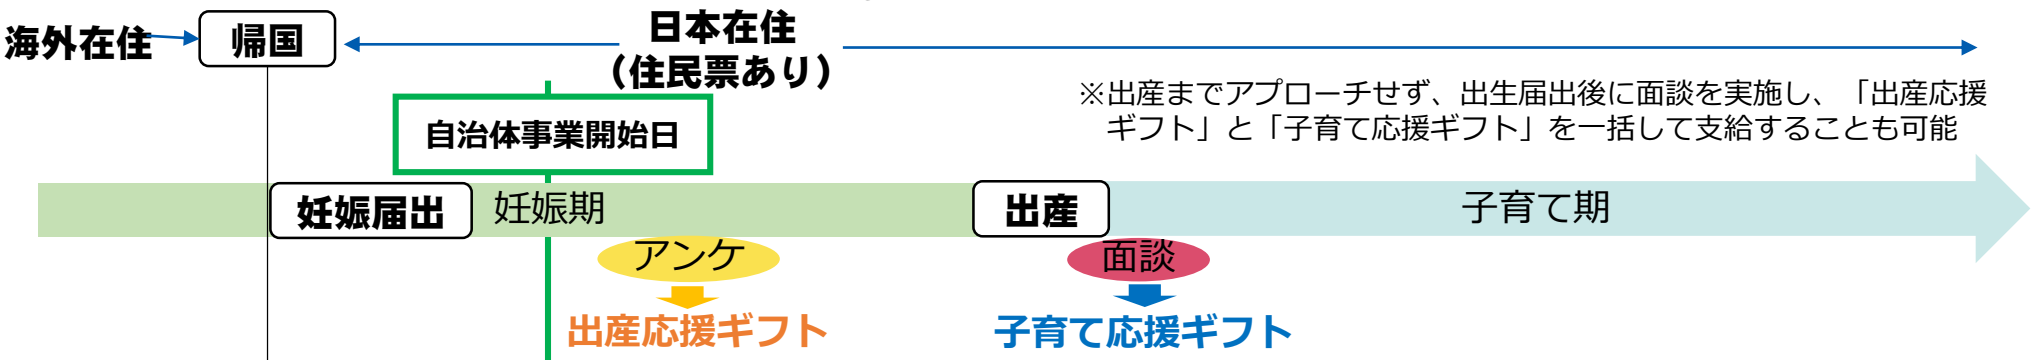 海外在住
帰国
日本在住
（住民票あり）
※出産までアプローチせず、出生届出後に面談を実施し、「出産応援
ギフト」と「子育て応援ギフト」を一括して支給することも可能
自治体事業開始日
妊娠届出
妊娠期
出産
子育て期
アンケ
面談
出産応援ギフト
子育て応援ギフト